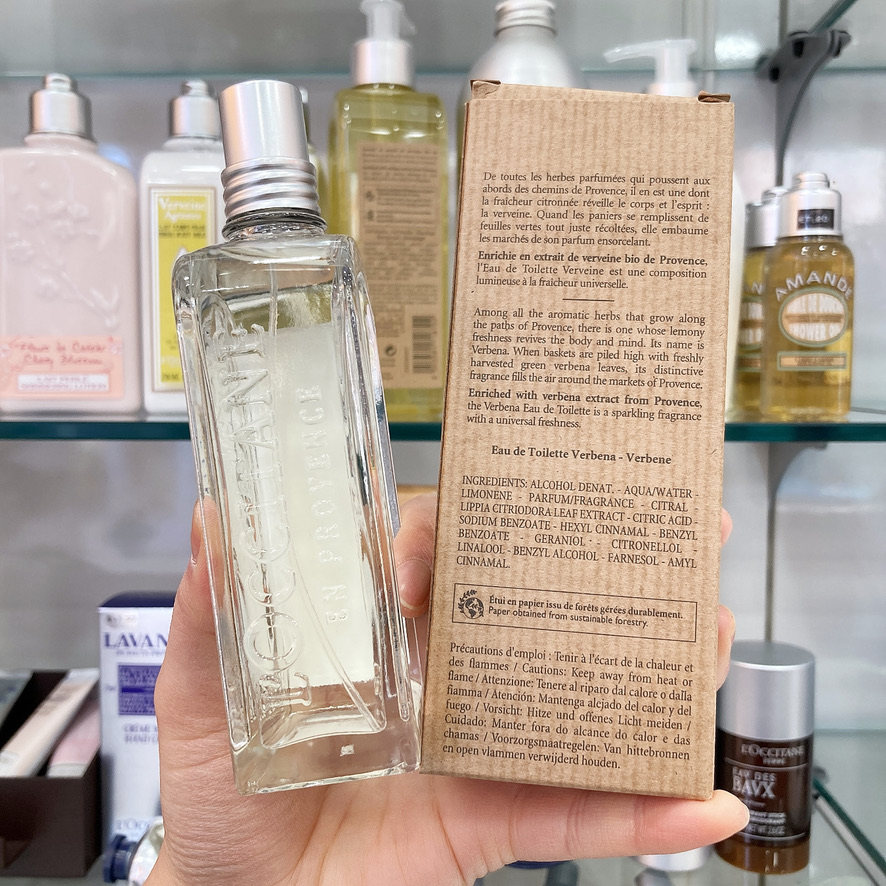 De toutes les herbes parfumées qui poussent aux
abords des chemins de Provence, il en est une dont
la fraîcheur citronnée réveille le corps et l'esprit :
la verveine. Quand les paniers se remplissent de
feuilles vertes tout juste récoltées, elle embaume
les marchés de son parfum ensorcelant.
Enrichie en extrait de verveine bio de Provence,
l'Eau de Toilette Verveine est une composition
lumineuse à la fraîcheur universelle.
Among all the aromatic herbs that grow along
the paths of Provence, there is one whose lemony
freshness revives the body and mind. Its name is
Verbena. When baskets are piled high with freshly
harvested green verbena leaves, its distinctive
fragrance fills the air around the markets of Provence.
Enriched with verbena extract from Provence,
the Verbena Eau de Toilette is a sparkling fragrance
with a universal freshness.
Eau de Toilette Verbena - Verbene
INGREDIENTS: ALCOHOL DENAT. - AQUA/WATER -
LIMONENE - PARFUM/FRAGRANCE - CITRAL -
LIPPIA CITRIODORA LEAF EXTRACT - CITRIC ACID -
SODIUM BENZOATE - HEXYL CINNAMAL - BENZYL
BENZOATE - GERANIOL - - CITRONELLOL -
LINALOOL - BENZYL ALCOHOL - FARNESOL - AMYL
CINNAMAL.
Étui en papier issu de forêts gérées durablement.
Paper obtained from sustainable forestry.
Précautions d'emploi : Tenir à l'écart de la chaleur et
des flammes / Cautions: Keep away from heat or
flame / Attenzione: Tenere al riparo dal calore o dalla
fiamma / Atención: Mantenga alejado del calor y del
fuego / Vorsicht: Hitze und offenes Licht meiden /
Cuidado: Manter fora do alcance do calor e das
chamas / Voorzorgsmaatregelen: Van hittebronnen
en open vlammen verwijderd houden.
L'OCCITANE
EN PROVENCE
Verveine
AMANDE
SHOWER OIL
LAVAN
L'OCCITANE
EAU DES
BAUX